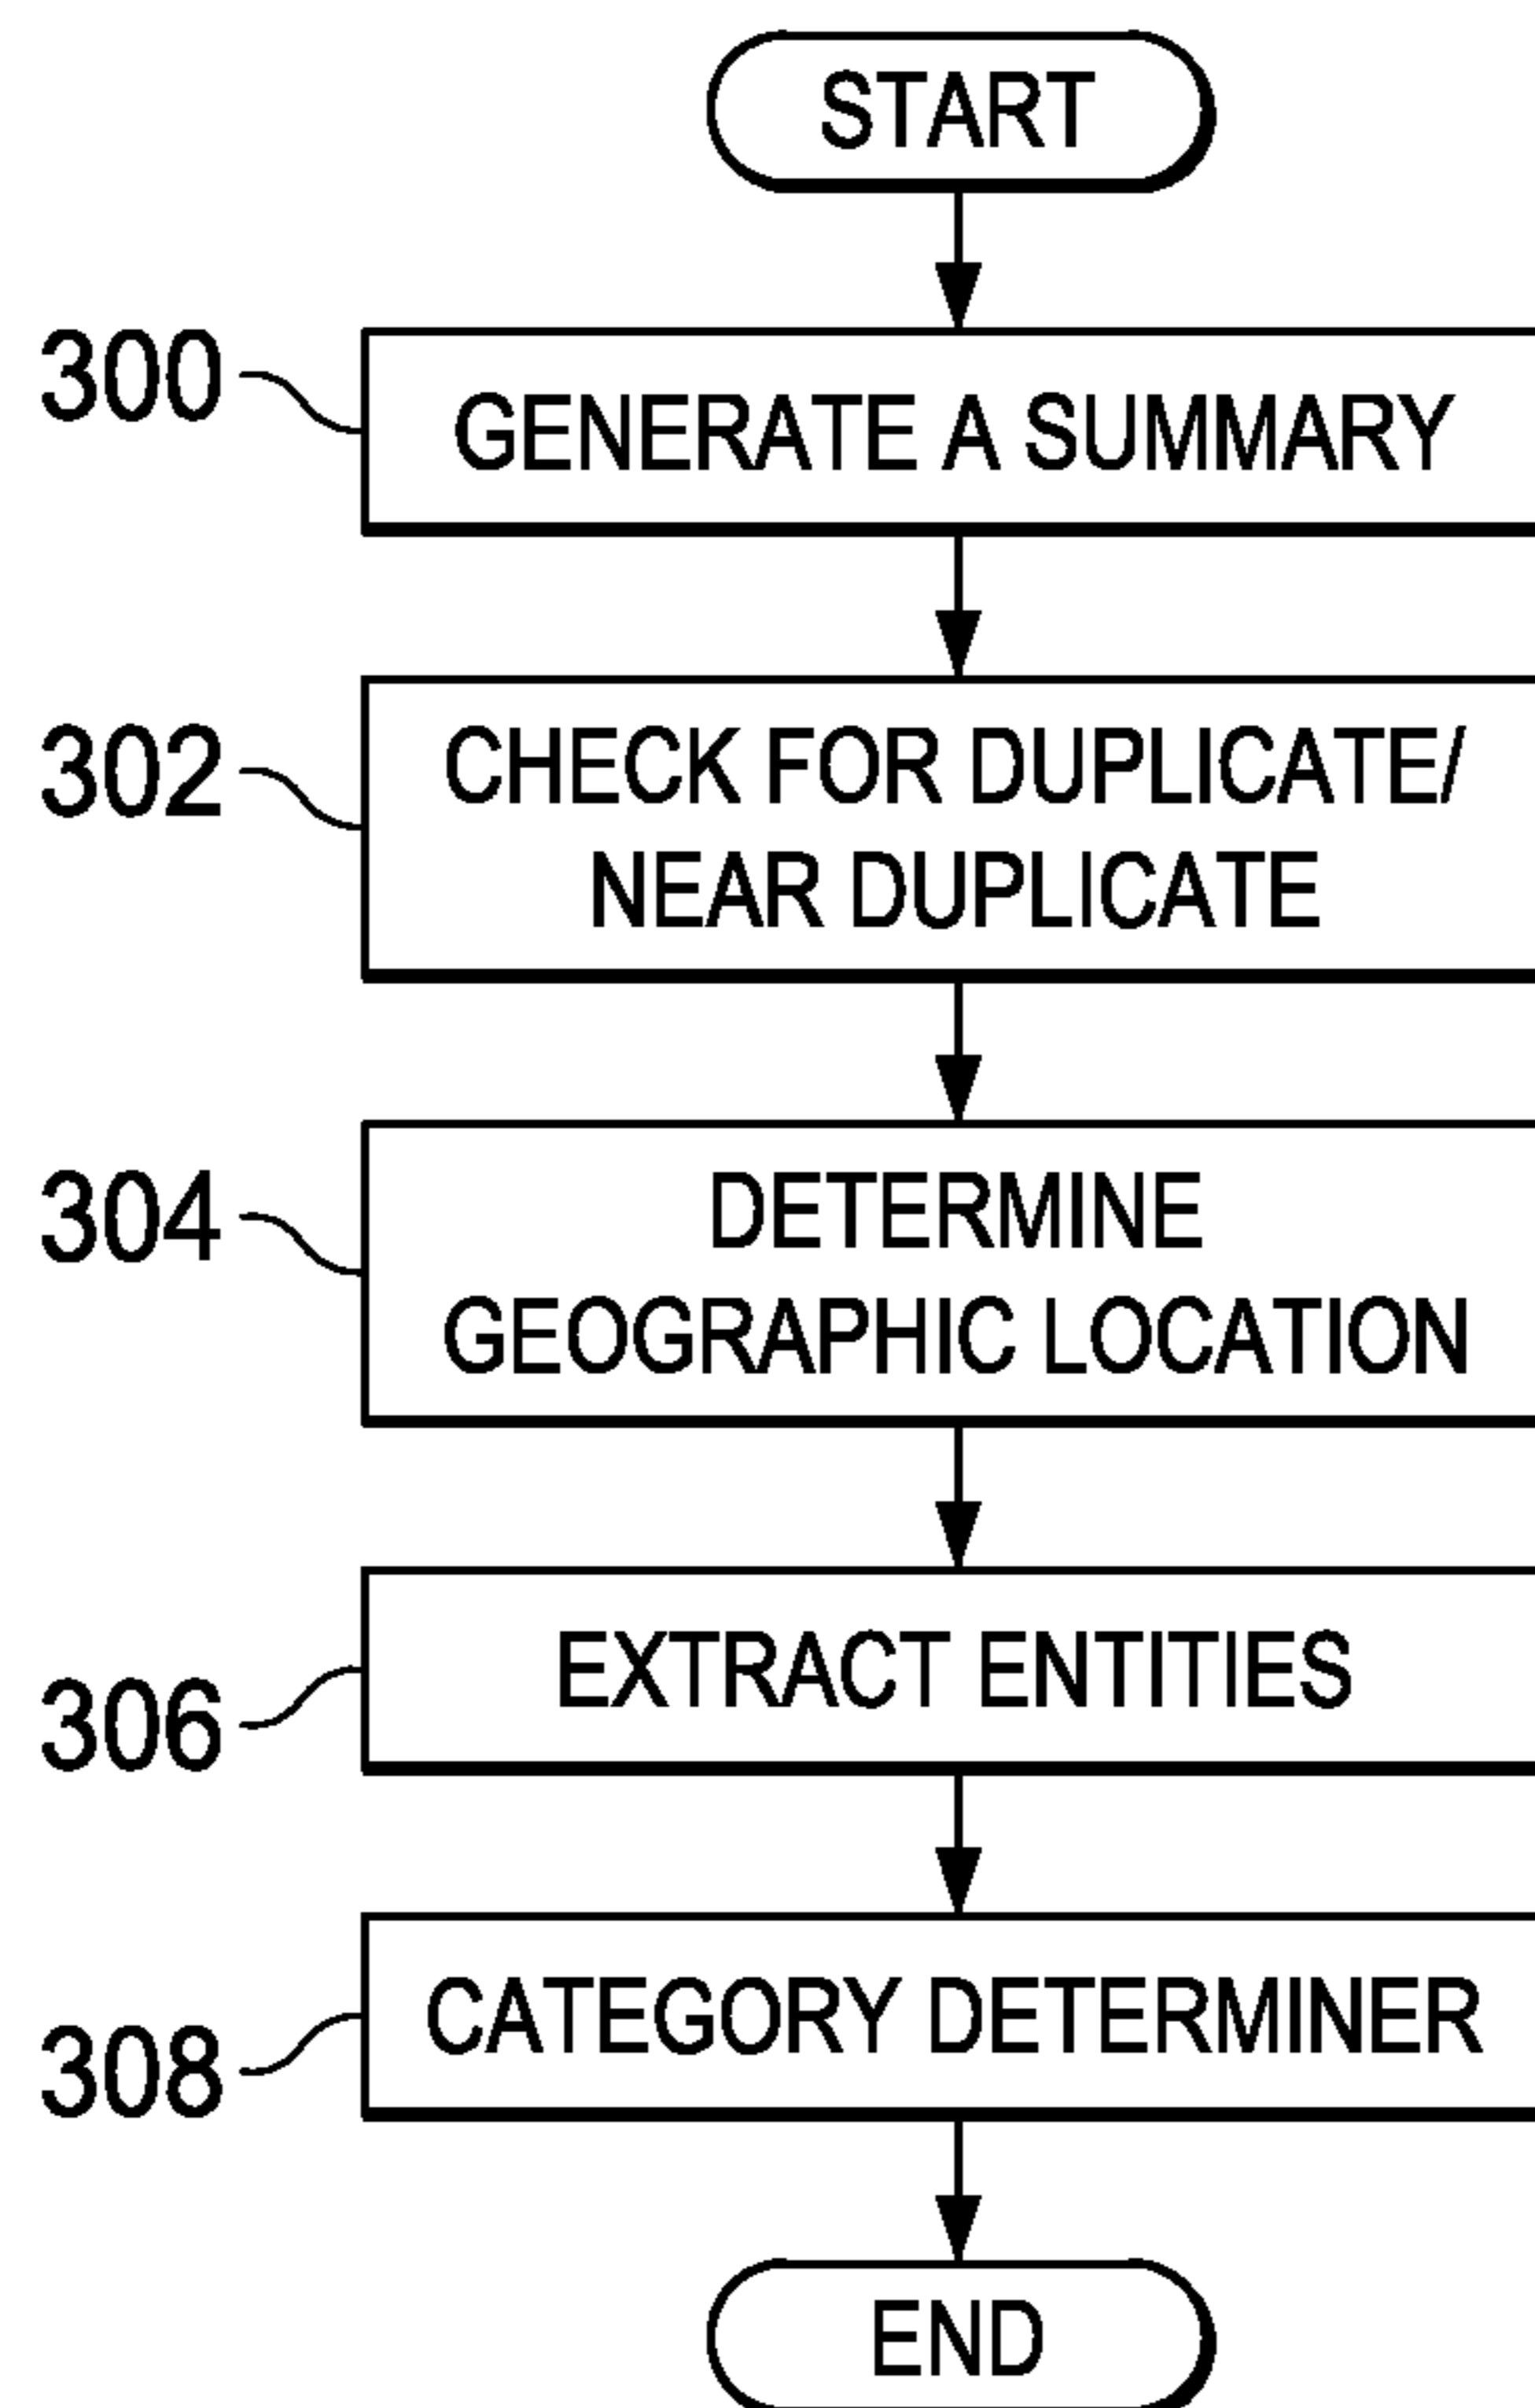 START
300
GENERATE A SUMMARY
302
CHECK FOR DUPLICATE/
NEAR DUPLICATE
304
DETERMINE
GEOGRAPHIC LOCATION
306
EXTRACT ENTITIES
308
CATEGORY DETERMINER
END